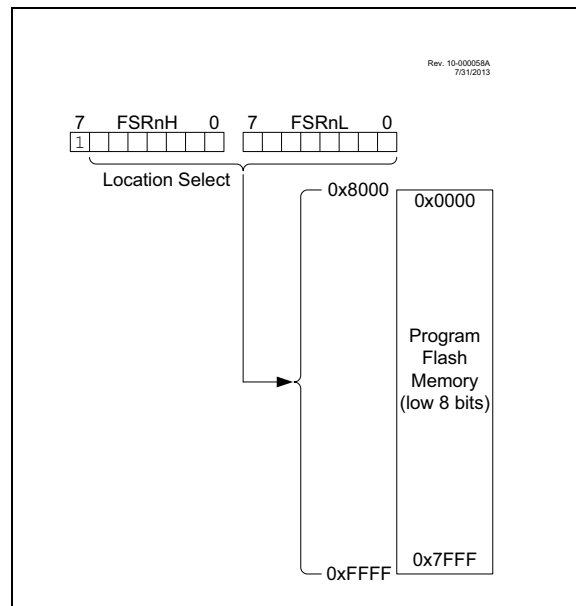 Rev. 10-000058A
7/31/2013
7 FSRnH 0 7 FSRnL 0
1
Location Select
0x8000
0x0000
Program
Flash
Memory
(low 8 bits)
0x7FFF
0xFFFF